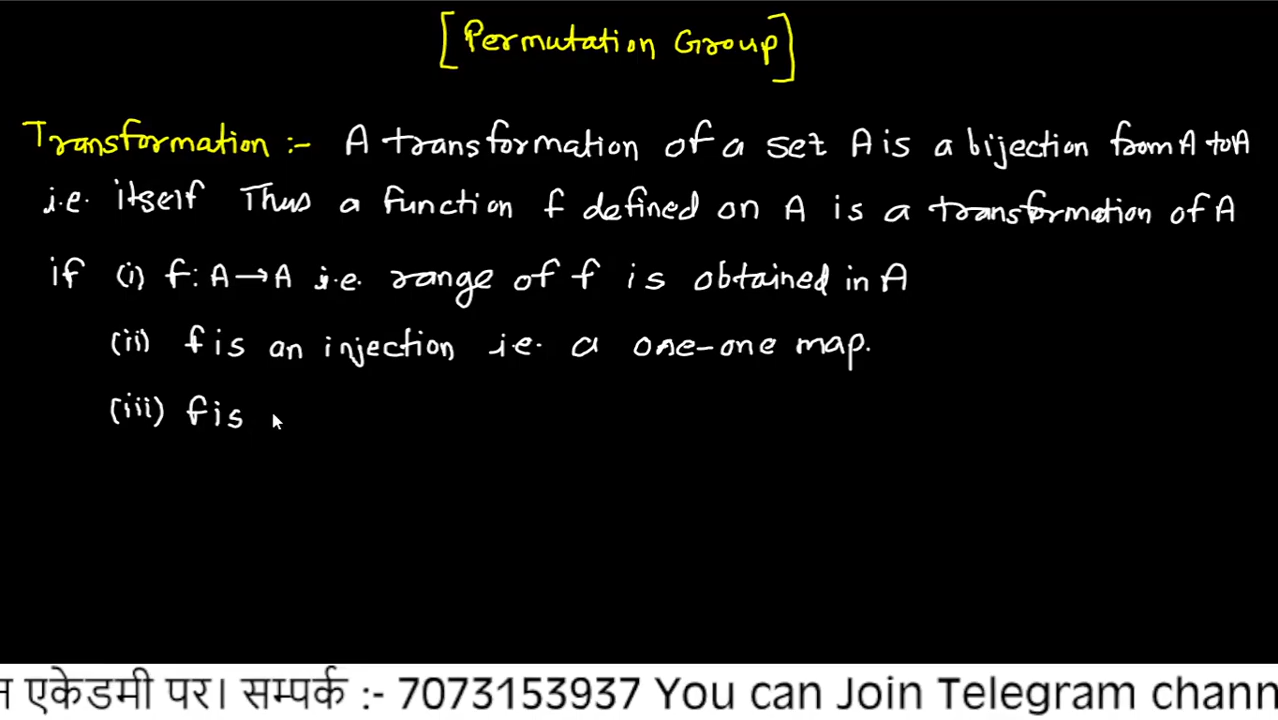 [Permutation Group]
Transformation :- A transformation of a set A is a bijection from A to A
i.e. itself Thus a function f defined on A is a transformation of A
if (i) f: A→A i.e. range of f is obtained in A
(ii) f is an injection i.e. a one-one map.
(iii) f is
एकेडमी पर। सम्पर्क :- 7073153937 You can Join Telegram chann